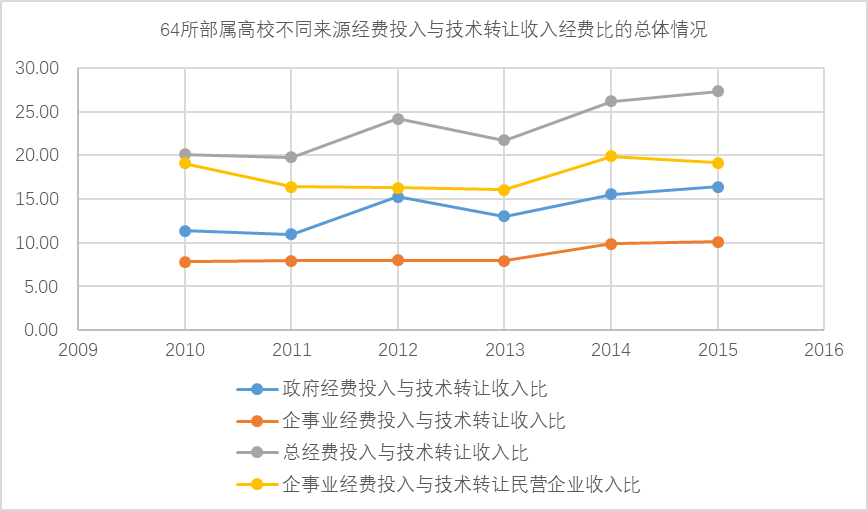 64所部属高校不同来源经费投入与技术转让收入经费比的总体情况
30.00
25.00
20.00
15.00
10.00
5.00
0.00
2009 2010 2011 2012 2013 2014 2015 2016
政府经费投入与技术转让收入比
企事业经费投入与技术转让收入比
总经费投入与技术转让收入比
企事业经费投入与技术转让民营企业收入比